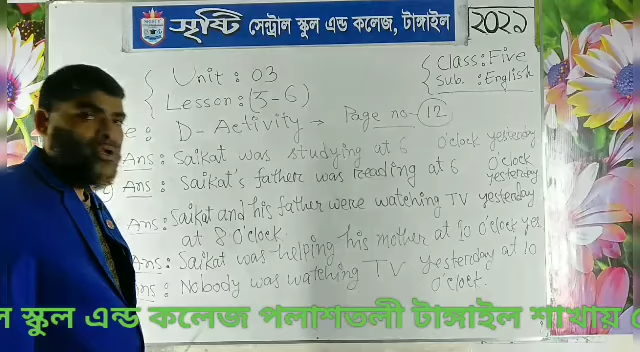 সৃষ্টি সেন্ট্রাল স্কুল এন্ড কলেজ, টাঙ্গাইল
২০২১
Class: Five
Sub.: English
Unit: 03
Lesson: (5-6)
D- Activity → Page no- 12
Ans: Saikat was studying at 6 O'clock yesterday
Ans: Saikat's father was reading at 6 O'clock yesterday
Ans: Saikat and his father were watching TV yesterday
at 8 O'clock.
Ans: Saikat was helping his mother at 10 O'clock yes
Ans: Nobody was watching TV yesterday at 10
O'clock.
স্কুল এন্ড কলেজ পলাশতলী টাঙ্গাইল শাখায়